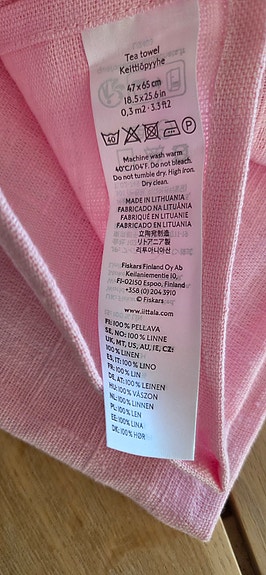 Tea towel
Keittiöpyyhe
47 x 65 cm
18.5 x 25.6 in
0,3 m2 · 3.3 ft2
40 P
Machine wash warm
40°C/104°F. Do not bleach.
Do not tumble dry. High iron.
Dry clean.
MADE IN LITHUANIA
FABRICADO NA LITUÂNIA
FABRIQUÉ EN LITUANIE
FABRICADO EN LITUANIA
立陶宛制造
リトアニア製
리투아니아산
Fiskars Finland Oy Ab
Keilaniementie 10,
FI-02150 Espoo, Finland
+358 (0) 204 3910
© Fiskars
www.iittala.com
FI: 100% PELLAVA
SE, NO: 100% LINNE
UK, MT, US, AU, IE, CZ:
100% LINEN
ES, IT: 100% LINO
FR: 100% LIN
DE, AT: 100% LEINEN
HU: 100% VÁSZON
NL: 100% LINNEN
PL: 100% LEN
EE: 100% LINA
DK: 100% HØR